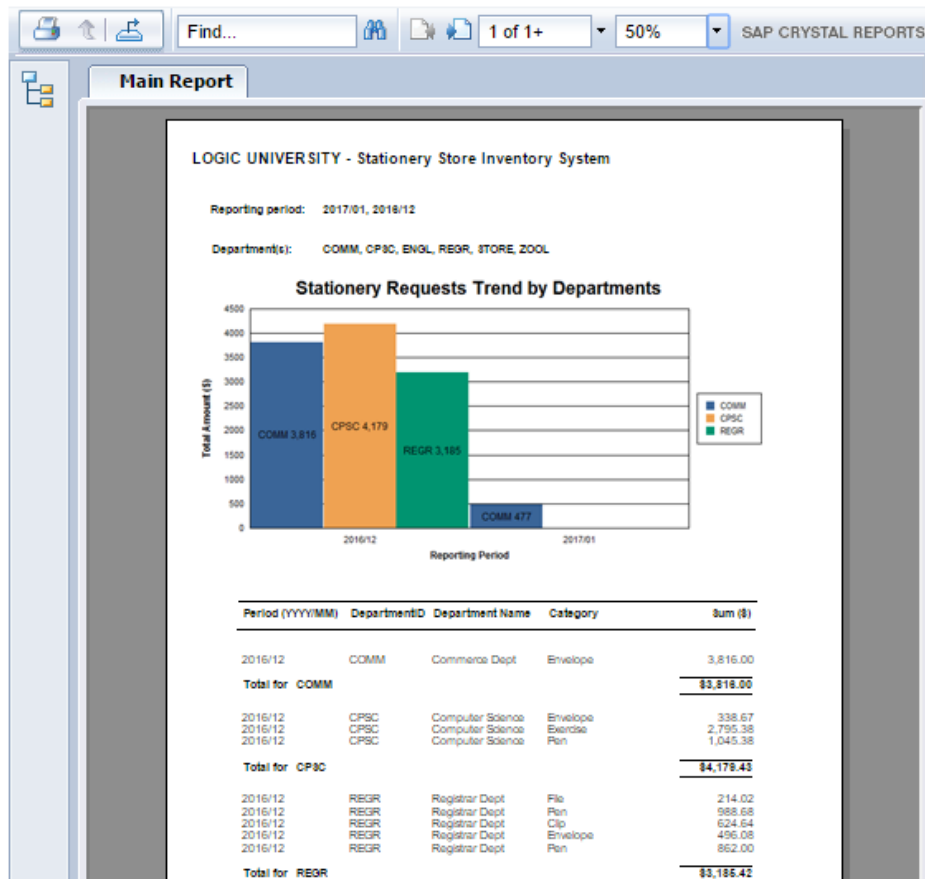 Find... 1 of 1+ 50% SAP CRYSTAL REPORTS
Main Report
LOGIC UNIVERSITY - Stationery Store Inventory System
Reporting period: 2017/01, 2016/12
Department(s): COMM, CPSC, ENGL, REGR, STORE, ZOOL
Stationery Requests Trend by Departments
4500
4000
3500
3000
2500
2000
1500
1000
500
0
Total Amount ($)
COMM 3,816
CPSC 4,179
REGR 3,185
COMM 477
COMM
CPSC
REGR
2016/12 2017/01
Reporting Period
Period (YYYY/MM) DepartmentID Department Name Category Sum ($)
2016/12 COMM Commerce Dept Envelope 3,816.00
Total for COMM $3,816.00
2016/12 CPSC Computer Science Envelope 338.67
2016/12 CPSC Computer Science Exercise 2,795.38
2016/12 CPSC Computer Science Pen 1,045.38
Total for CPSC $4,179.43
2016/12 REGR Registrar Dept File 214.02
2016/12 REGR Registrar Dept Pen 988.68
2016/12 REGR Registrar Dept Clip 624.64
2016/12 REGR Registrar Dept Envelope 496.08
2016/12 REGR Registrar Dept Pen 862.00
Total for REGR $3,185.42